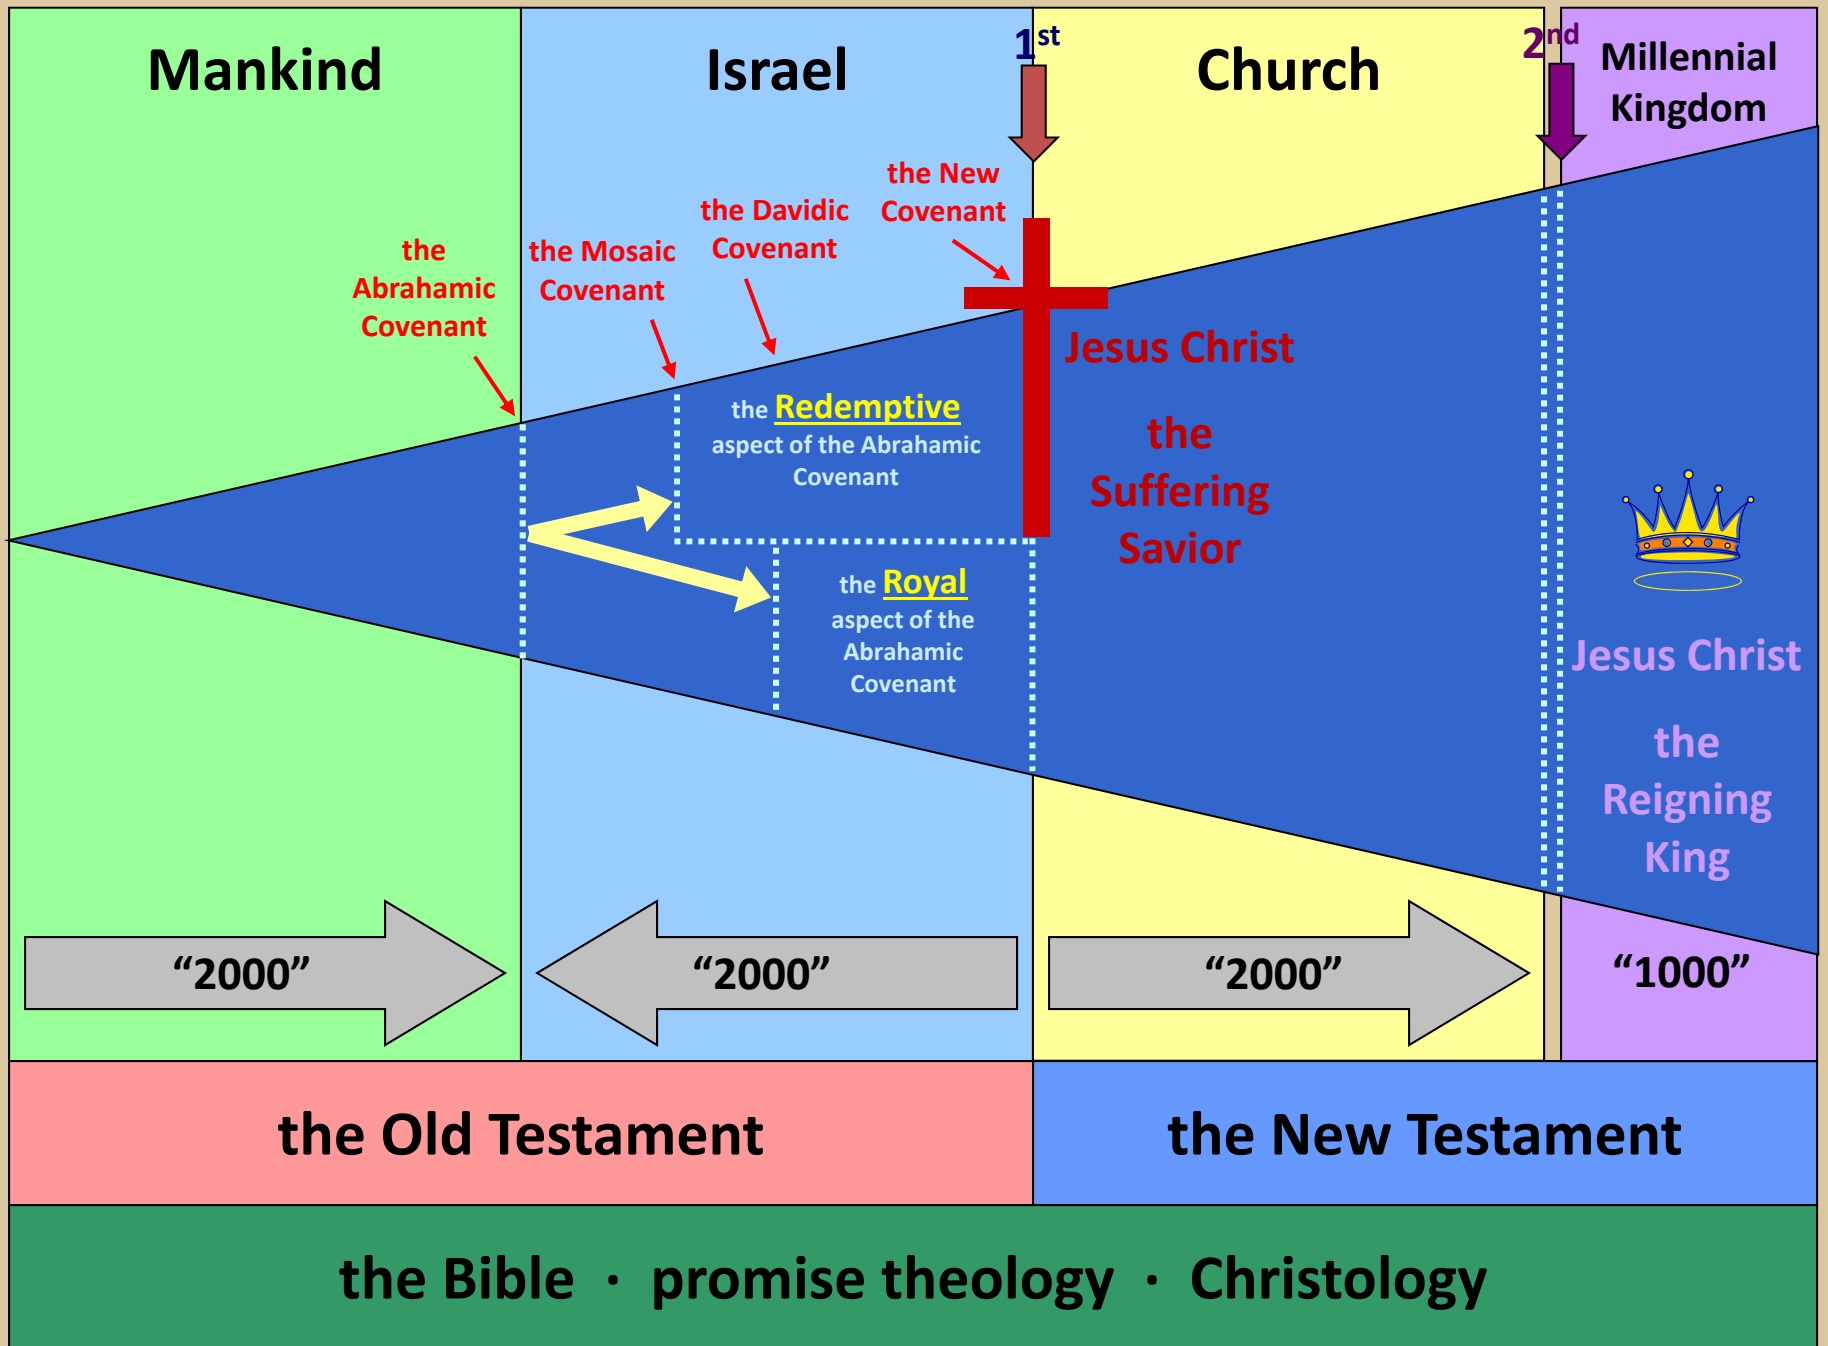 Mankind
Israel
1st
Church
2nd
Millennial
Kingdom
the
Abrahamic
Covenant
the Mosaic
Covenant
the Davidic
Covenant
the New
Covenant
the Redemptive
aspect of the Abrahamic
Covenant
the Royal
aspect of the
Abrahamic
Covenant
Jesus Christ
the
Suffering
Savior
Jesus Christ
the
Reigning
King
“2000”
“2000”
“2000”
“1000”
the Old Testament
the New Testament
the Bible · promise theology · Christology